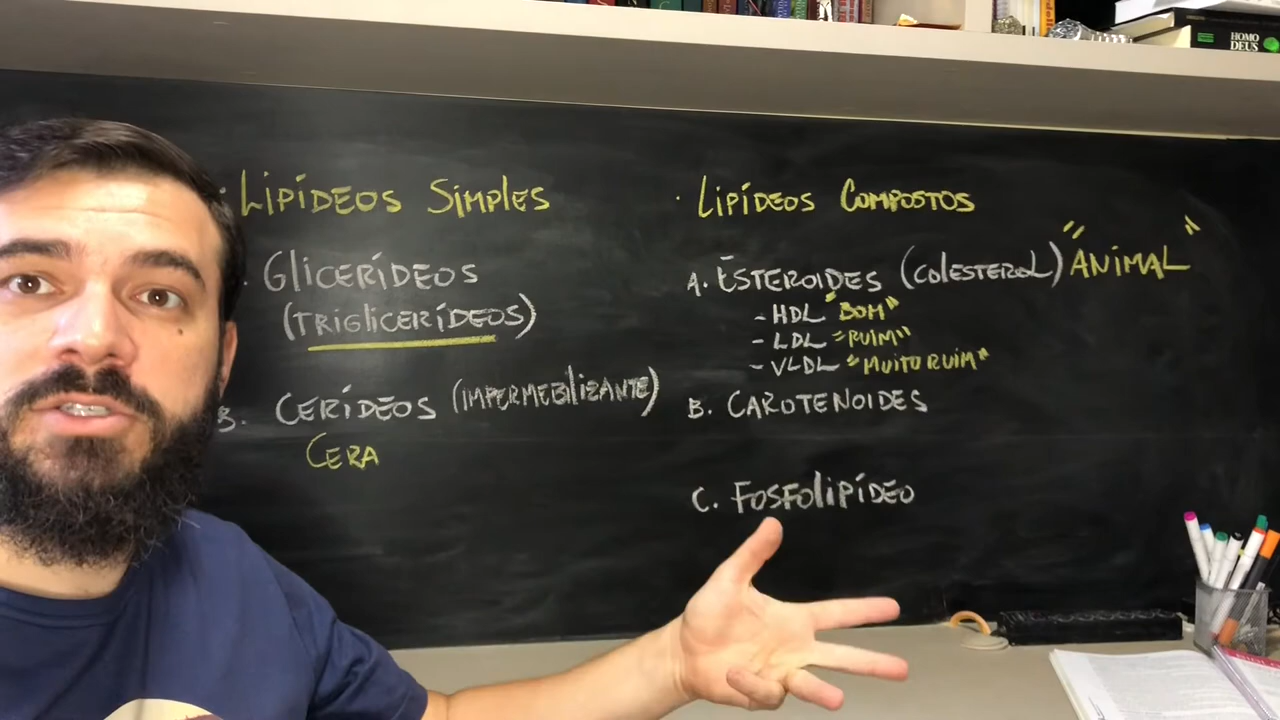 HOMO
DEUS
· LIPÍDEOS SIMPLES
· GLICERÍDEOS
(TRIGLICERÍDEOS)
B. CERÍDEOS (IMPERMEBILIZANTE)
CERA
· LIPÍDEOS COMPOSTOS
A. ESTEROIDES (COLESTEROL) "ANIMAL"
- HDL "BOM"
- LDL "RUIM"
- VLDL "MUITO RUIM"
B. CAROTENOIDES
C. FOSFOLIPÍDEO